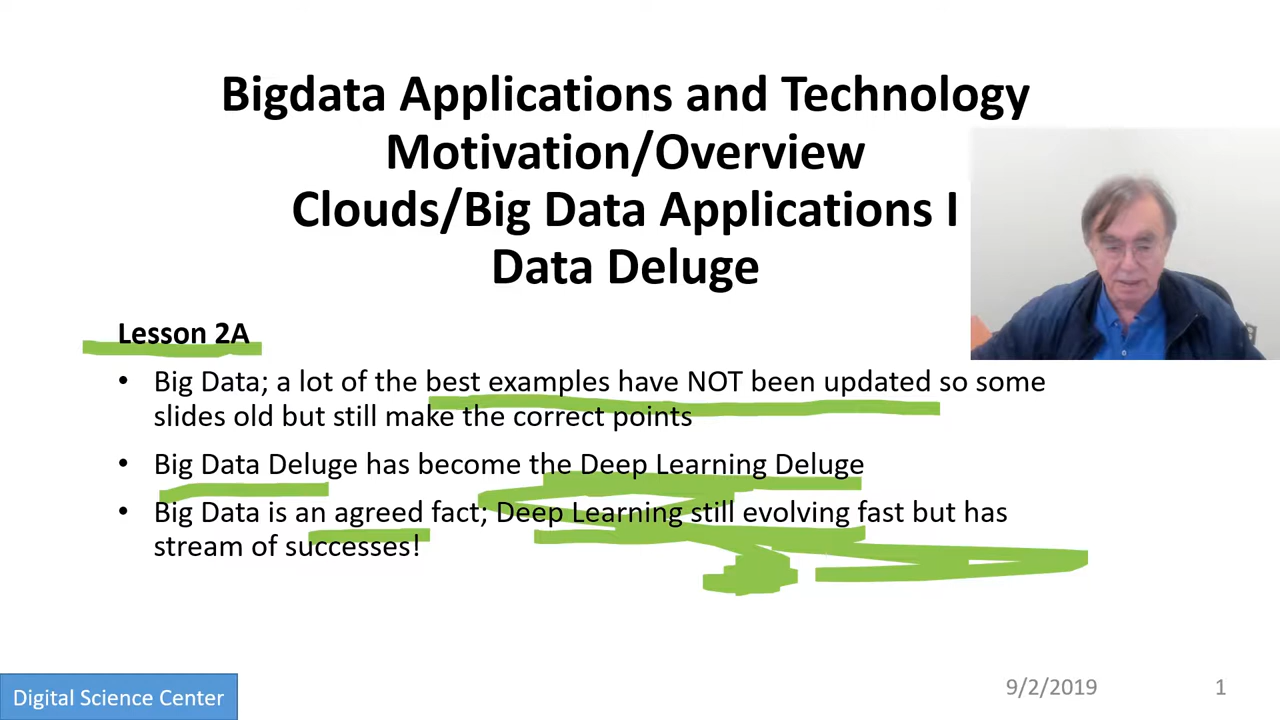 Bigdata Applications and Technology
Motivation/Overview
Clouds/Big Data Applications I
Data Deluge
Lesson 2A
• Big Data; a lot of the best examples have NOT been updated so some
slides old but still make the correct points
• Big Data Deluge has become the Deep Learning Deluge
• Big Data is an agreed fact; Deep Learning still evolving fast but has
stream of successes!
Digital Science Center
9/2/2019
1